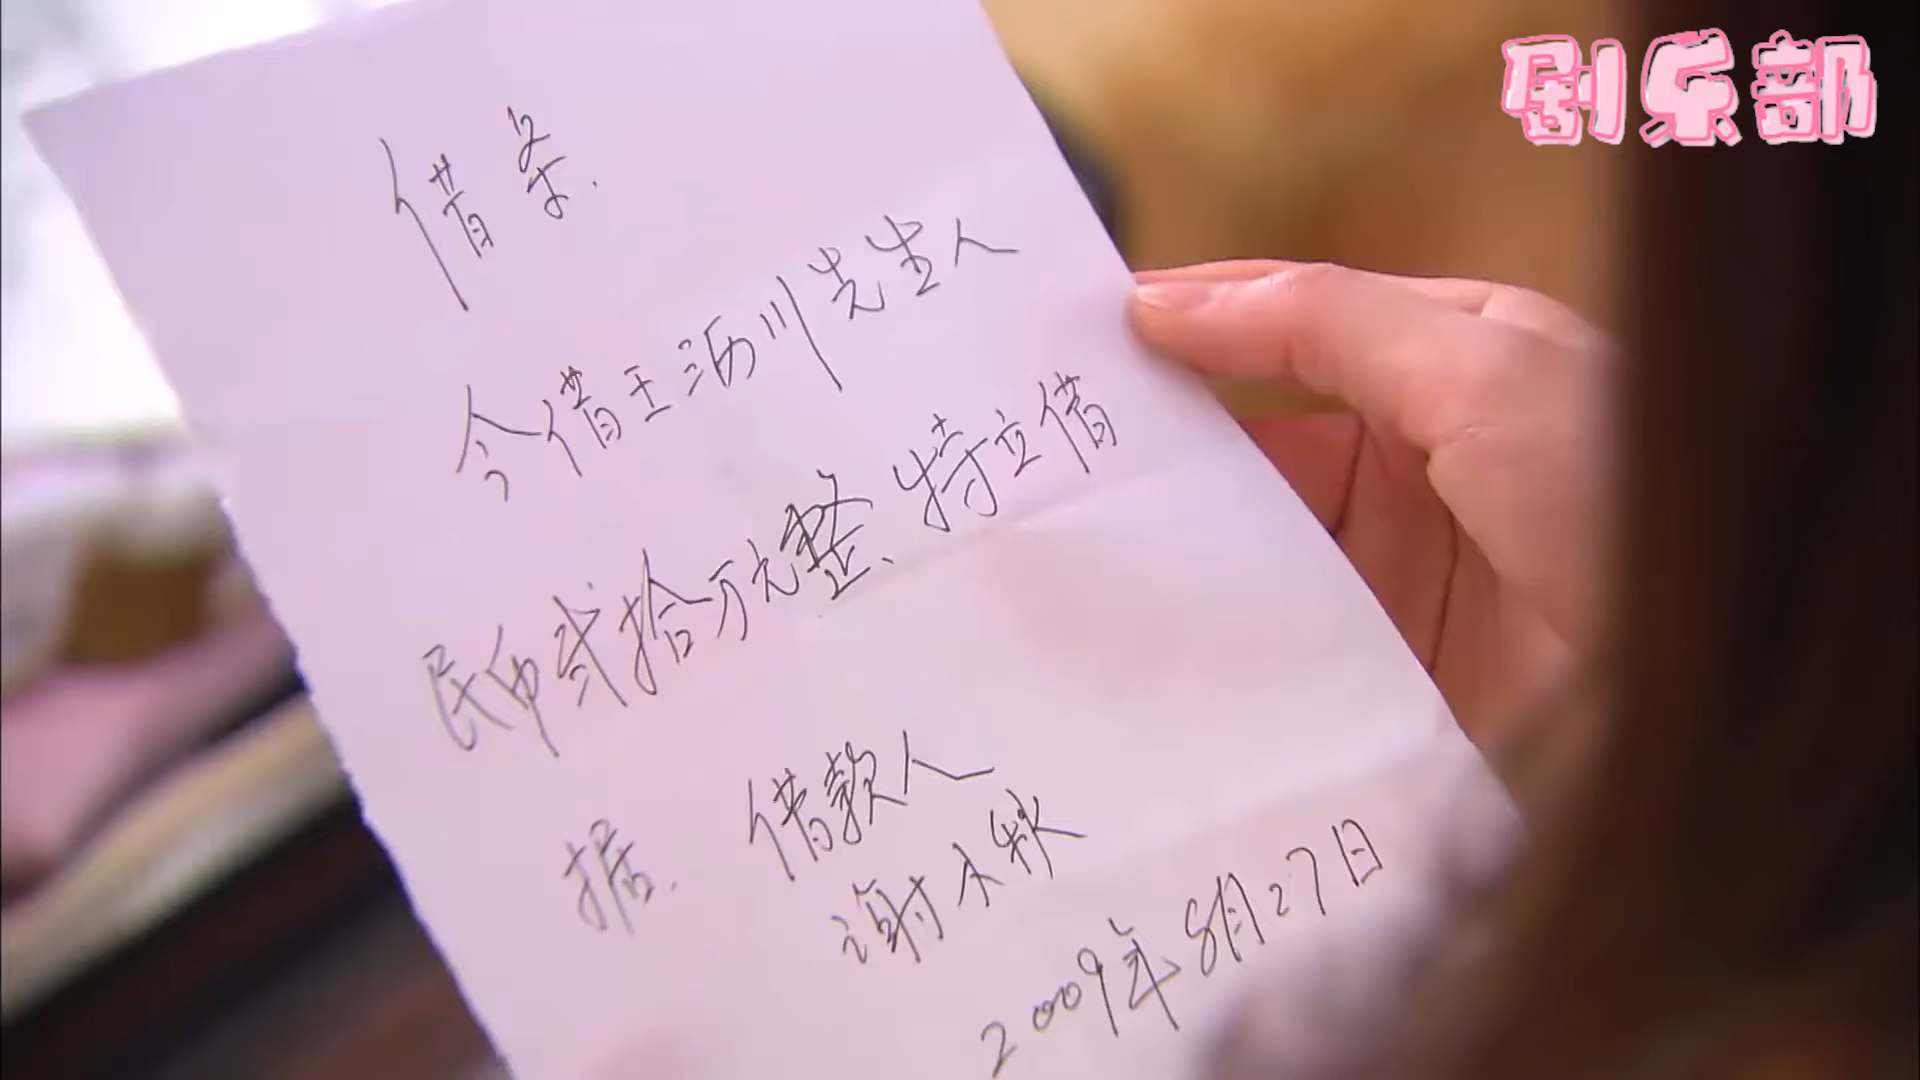 剧乐部
借条.
今借王沥川先生人
民币贰拾万元整、特立借
据.
借款人
谢小秋
2009年8月27日